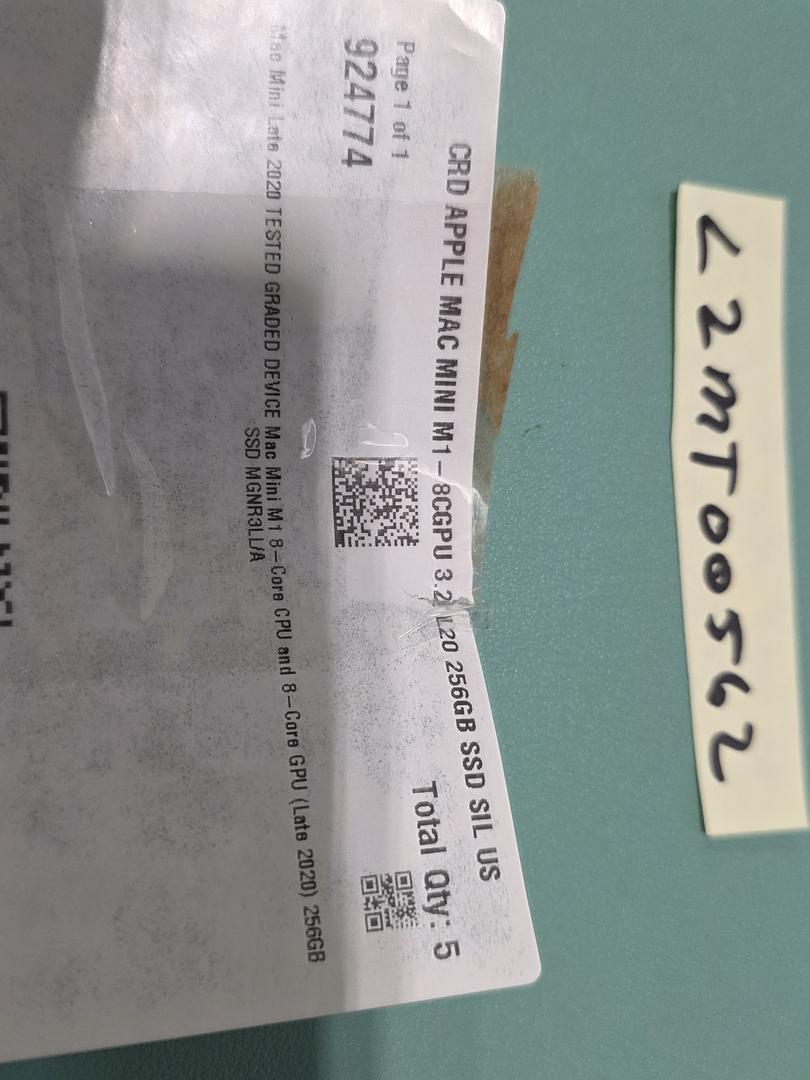 CRD APPLE MAC MINI M1-8CGPU 3.2 L20 256GB SSD SIL US
Page 1 of 1
Total Qty: 5
924774
Mac Mini Late 2020 TESTED GRADED DEVICE Mac Mini M1 8-Core CPU and 8-Core GPU (Late 2020) 256GB
SSD MGNR3LL/A
L2MT00562